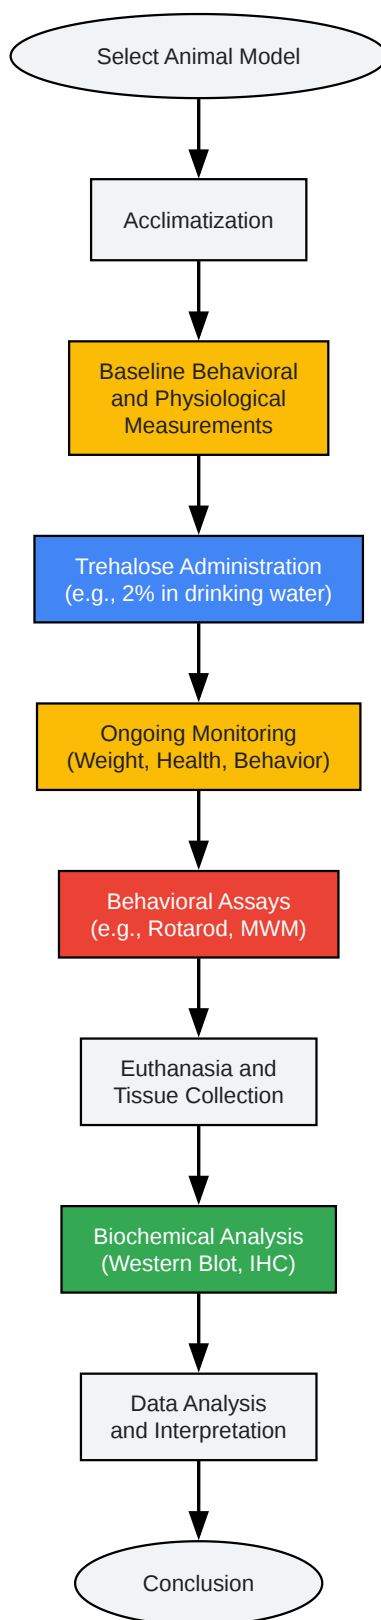 Select Animal Model
Acclimatization
Baseline Behavioral
and Physiological
Measurements
Trehalose Administration
(e.g., 2% in drinking water)
Ongoing Monitoring
(Weight, Health, Behavior)
Behavioral Assays
(e.g., Rotarod, MWM)
Euthanasia and
Tissue Collection
Biochemical Analysis
(Western Blot, IHC)
Data Analysis
and Interpretation
Conclusion